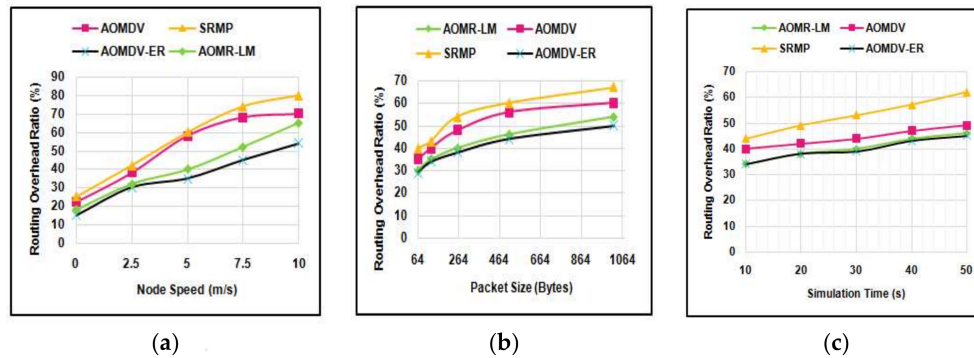 AOMDV SRMP
AOMDV-ER AOMR-LM
Routing Overhead Ratio (%)
90
80
70
60
50
40
30
20
10
0
0 2.5 5 7.5 10
Node Speed (m/s)
(a)
AOMR-LM AOMDV
SRMP AOMDV-ER
Routing Overhead Ratio (%)
70
60
50
40
30
20
10
0
64 264 464 664 864 1064
Packet Size (Bytes)
(b)
AOMR-LM AOMDV
SRMP AOMDV-ER
Routing Overhead Ratio (%)
70
60
50
40
30
20
10
0
10 20 30 40 50
Simulation Time (s)
(c)